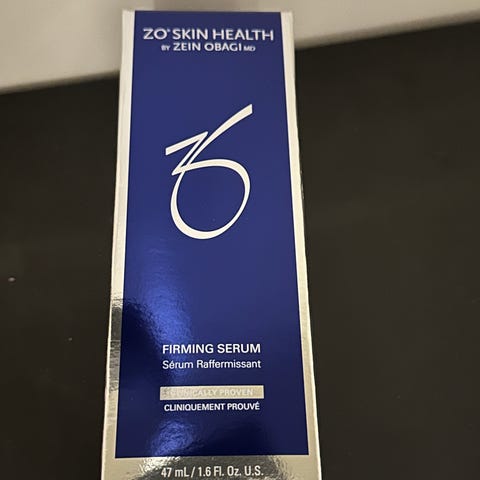 ZO® SKIN HEALTH
BY ZEIN OBAGI MD
ZO
FIRMING SERUM
Sérum Raffermissant
CLINICALLY PROVEN
CLINIQUEMENT PROUVÉ
47 mL / 1.6 Fl. Oz. U.S.